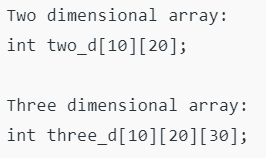 Two dimensional array:
int two_d[10][20];
Three dimensional array:
int three_d[10][20][30];